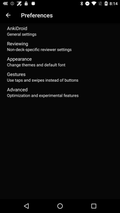 8:14
Preferences
AnkiDroid
General settings
Reviewing
Non-deck-specific reviewer settings
Appearance
Change themes and default font
Gestures
Use taps and swipes instead of buttons
Advanced
Optimization and experimental features